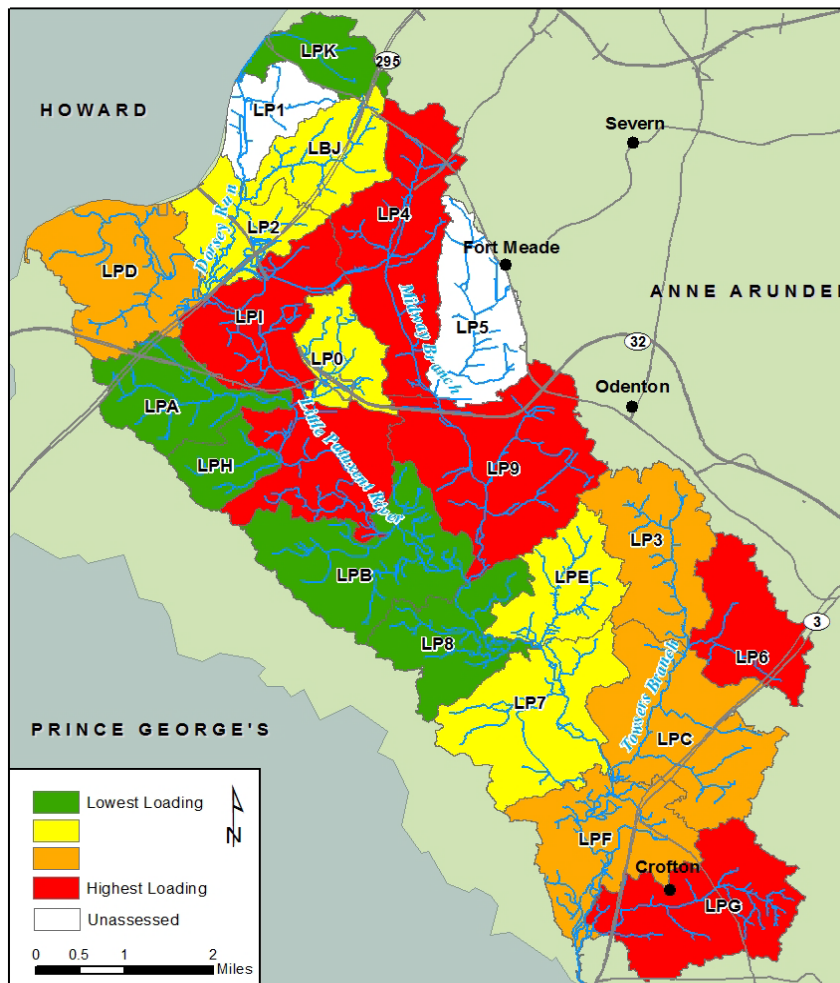 LPK
295
HOWARD
LP1
Severn
LBJ
LP4
Dorsey Run
LP2
Fort Meade
LPD
ANNE ARUNDEL
Midway Branch
LPI
LP5
32
LP0
Odenton
LPA
Little Patuxent River
LPH
LP9
LP3
LPB
LPE
3
LP8
LP6
Towsers Branch
LP7
LPC
PRINCE GEORGE'S
Lowest Loading
N
LPF
Crofton
Highest Loading
LPG
Unassessed
0 0.5 1 2
Miles